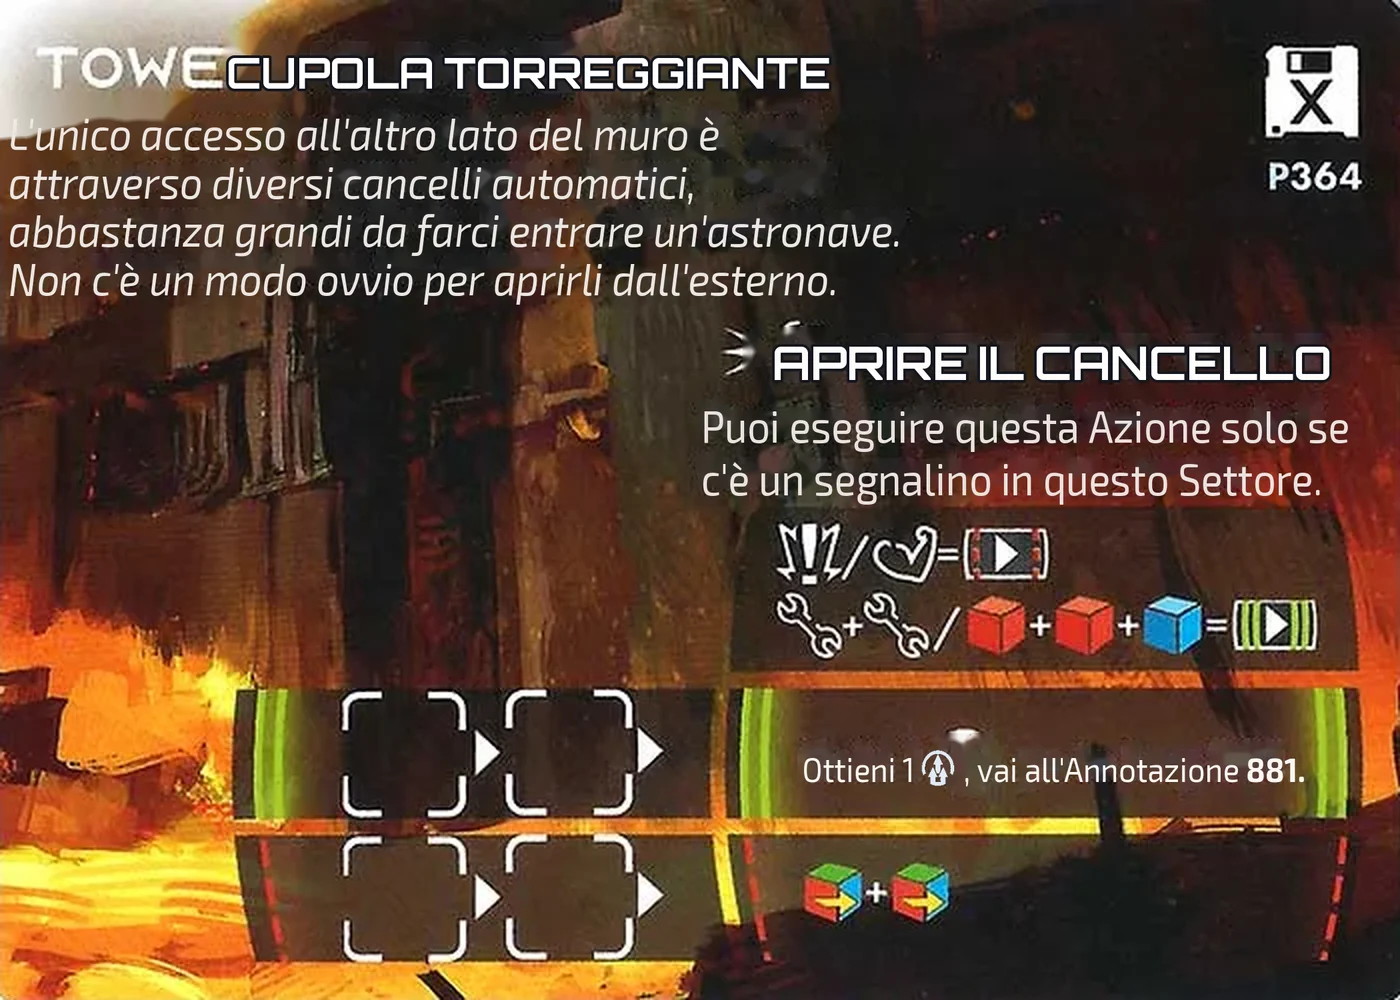 TOWE CUPOLA TORREGGIANTE
X
P364
L'unico accesso all'altro lato del muro è
attraverso diversi cancelli automatici,
abbastanza grandi da farci entrare un'astronave.
Non c'è un modo ovvio per aprirli dall'esterno.
APRIRE IL CANCELLO
Puoi eseguire questa Azione solo se
c'è un segnalino in questo Settore.
!/ =
+ / + + =
Ottieni 1 , vai all'Annotazione 881.
+